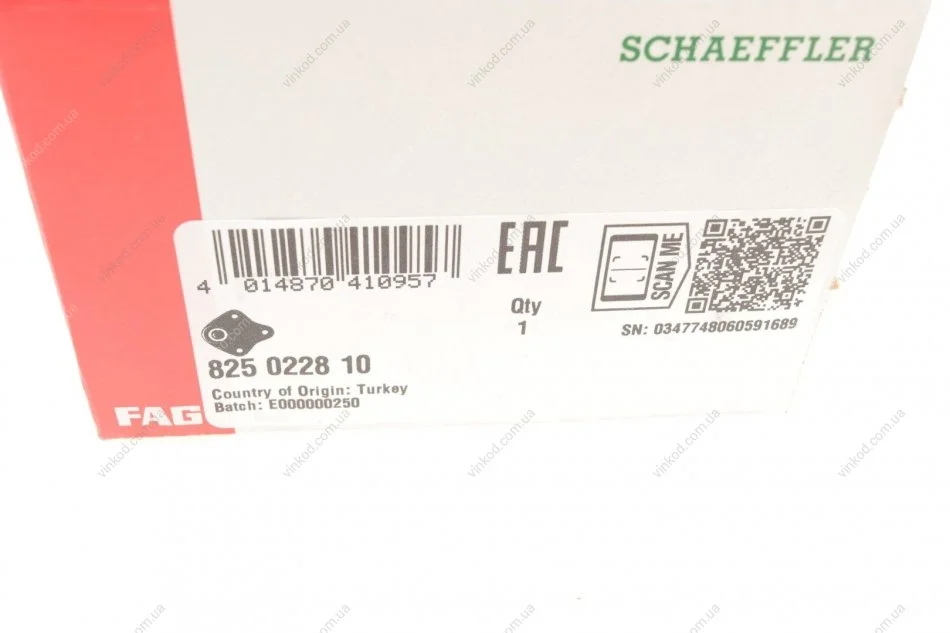 SCHAEFFLER
4 014870 410957
EAC
SCAN ME
Qty
1
SN: 0347748060591689
825 0228 10
Country of Origin: Turkey
Batch: E000000250
FAG
vinkod.com.ua